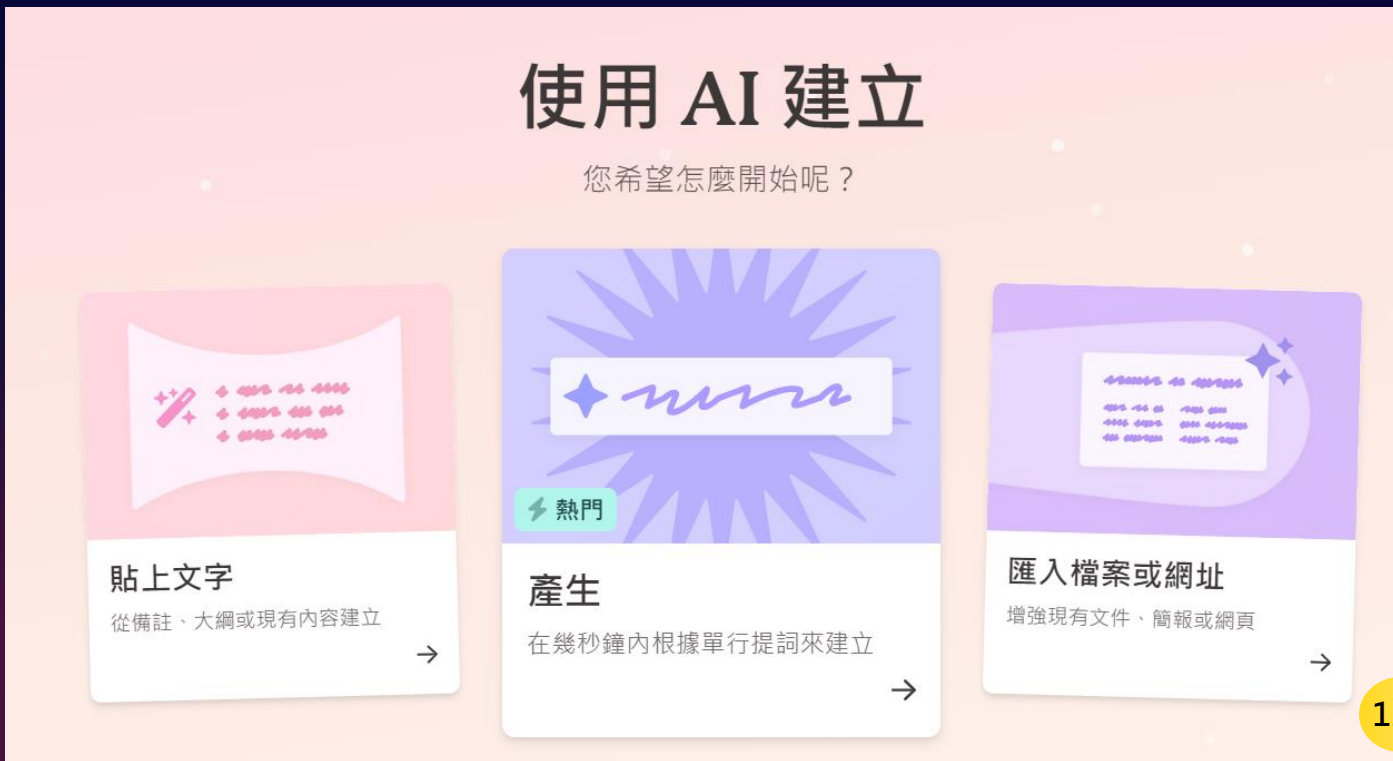 使用 AI 建立
您希望怎麼開始呢？
貼上文字
從備註、大綱或現有內容建立
熱門
產生
在幾秒鐘內根據單行提詞來建立
匯入檔案或網址
增強現有文件、簡報或網頁
1